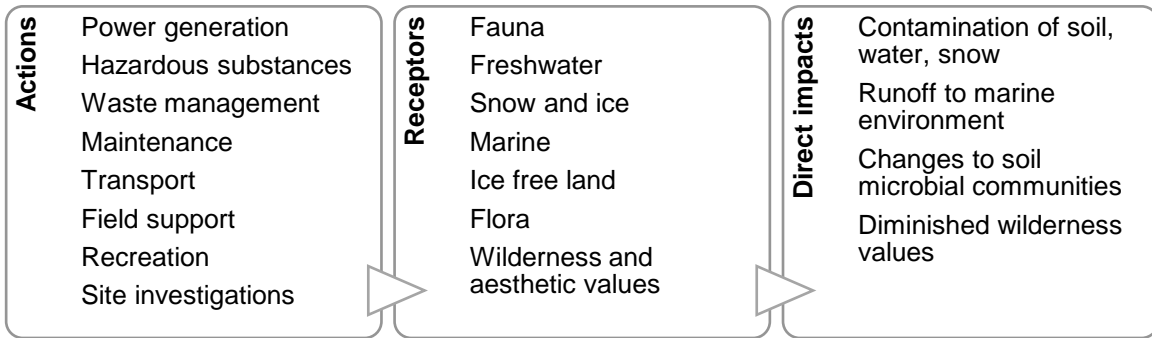 Actions
Power generation
Hazardous substances
Waste management
Maintenance
Transport
Field support
Recreation
Site investigations
Receptors
Fauna
Freshwater
Snow and ice
Marine
Ice free land
Flora
Wilderness and
aesthetic values
Direct impacts
Contamination of soil,
water, snow
Runoff to marine
environment
Changes to soil
microbial communities
Diminished wilderness
values